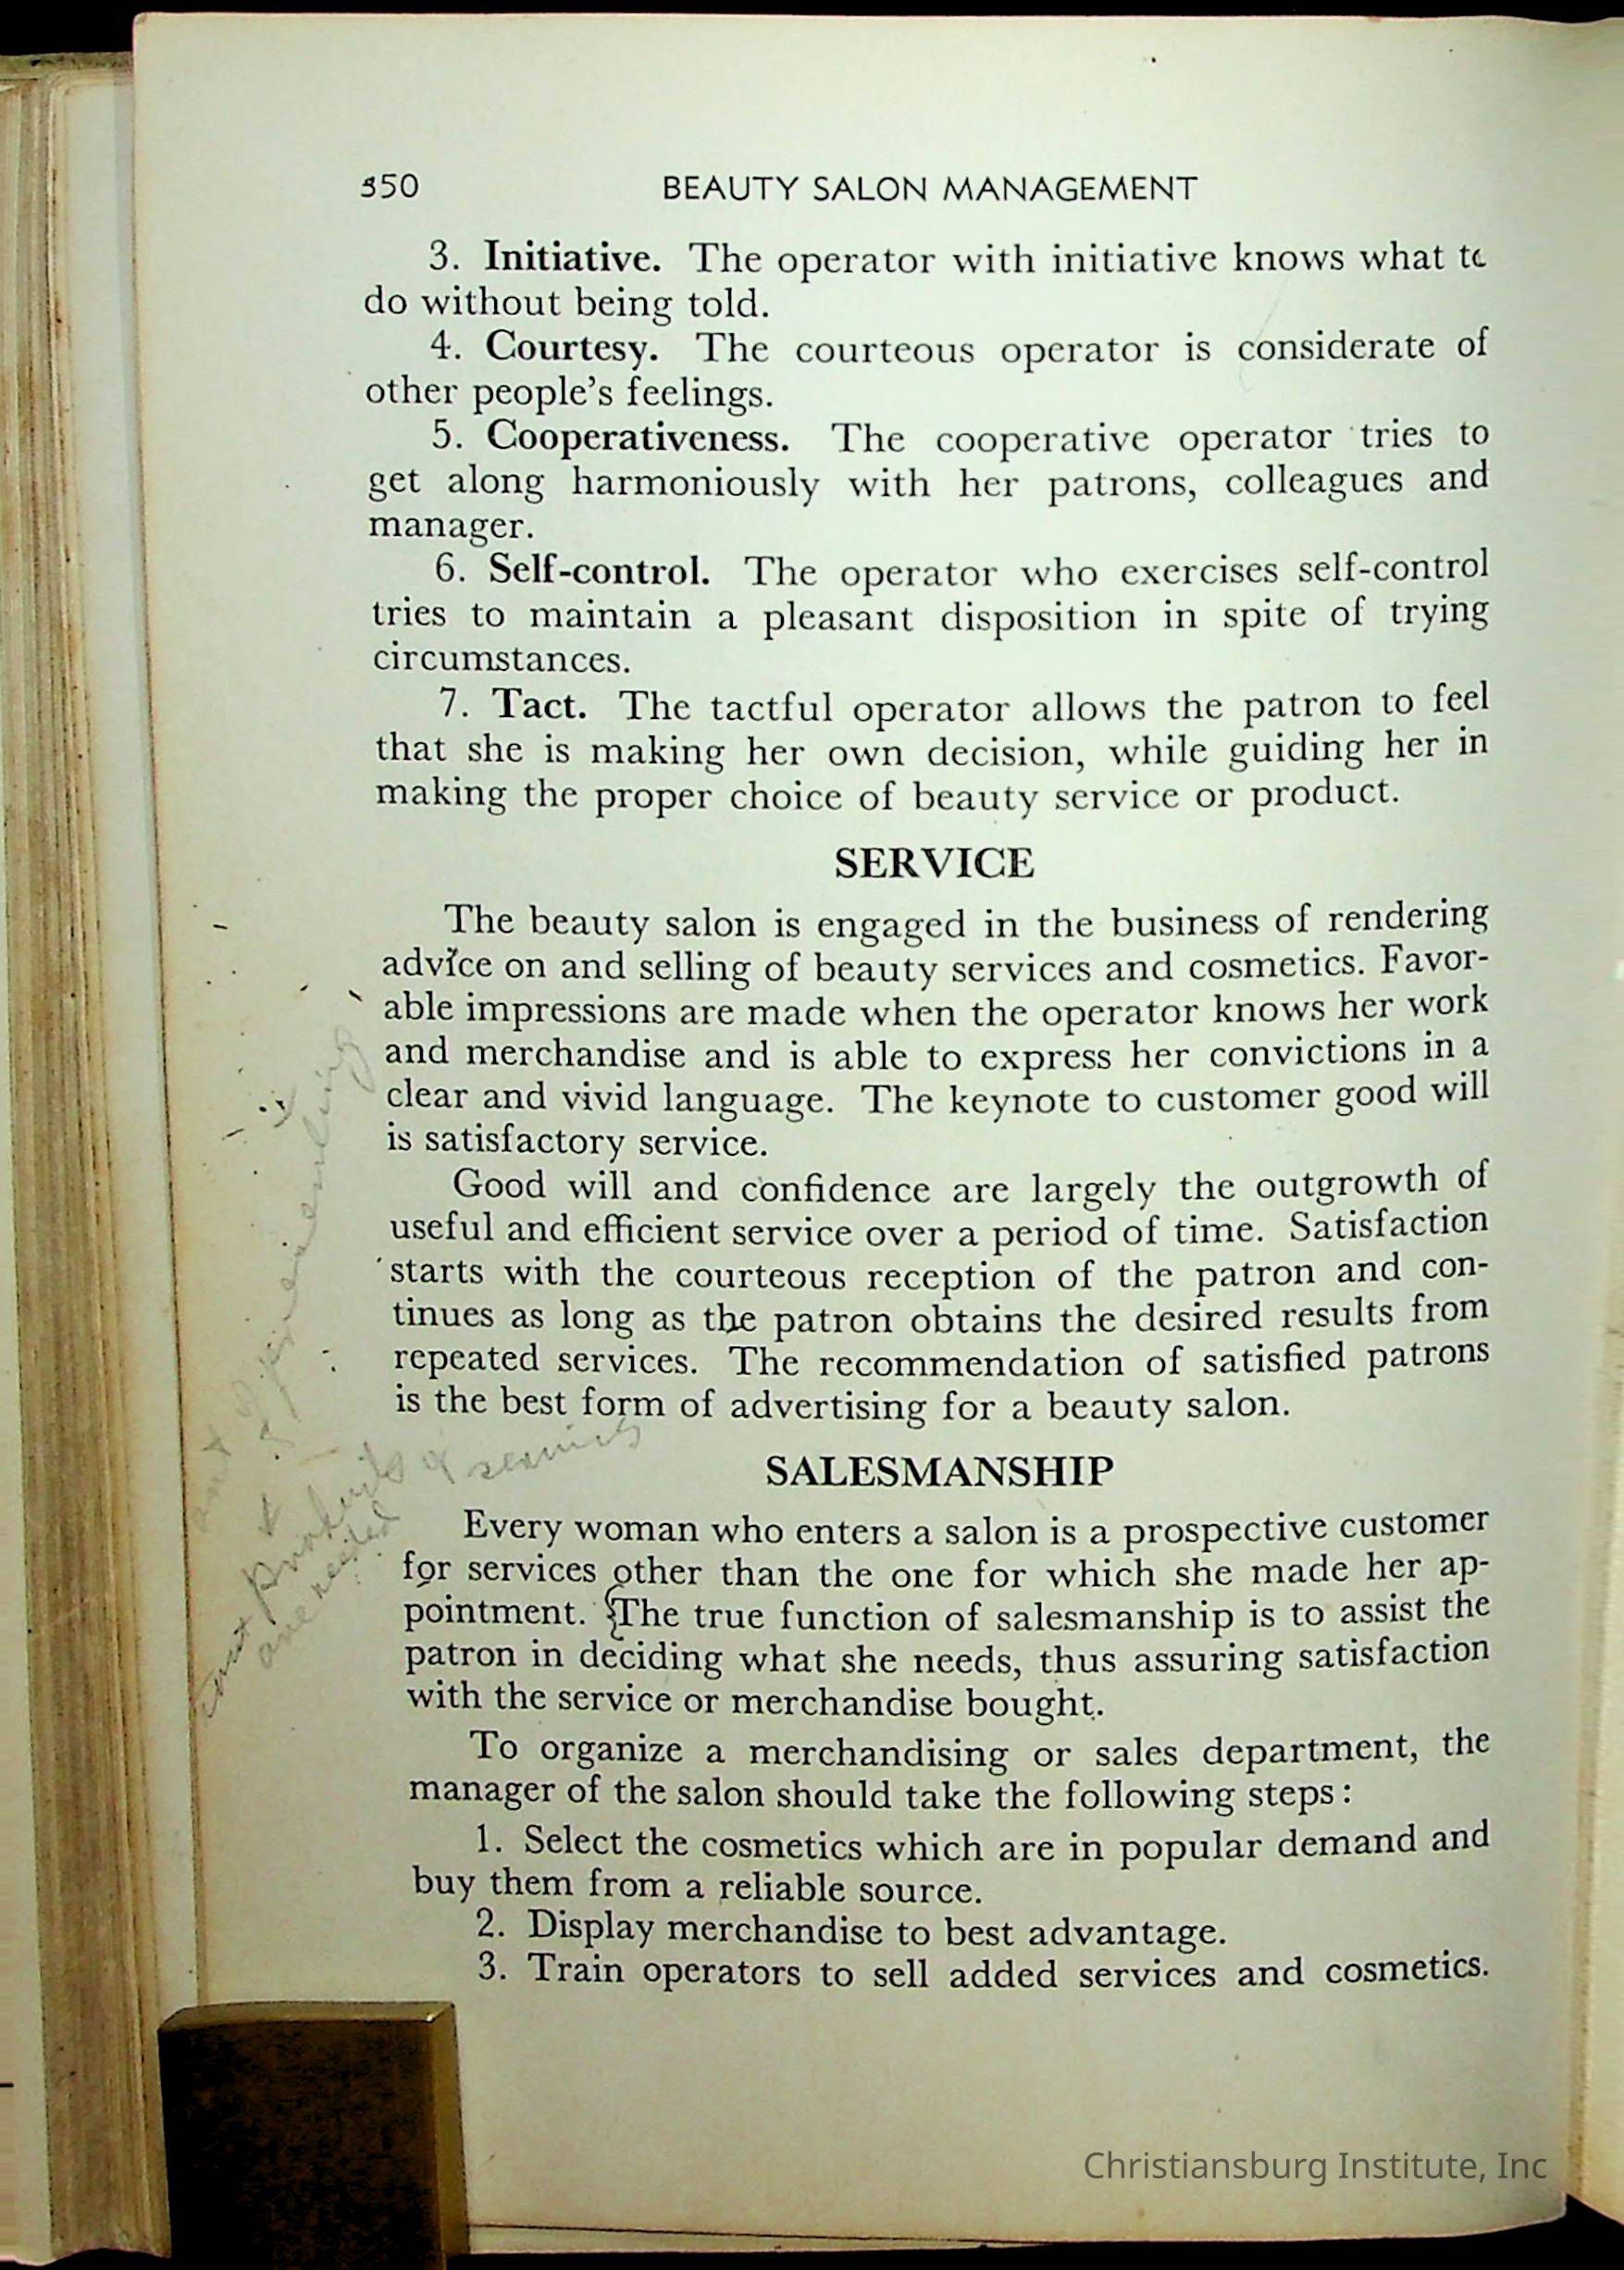 350 BEAUTY SALON MANAGEMENT
3. Initiative. The operator with initiative knows what to
do without being told.
4. Courtesy. The courteous operator is considerate of
other people's feelings.
5. Cooperativeness. The cooperative operator tries to
get along harmoniously with her patrons, colleagues and
manager.
6. Self-control. The operator who exercises self-control
tries to maintain a pleasant disposition in spite of trying
circumstances.
7. Tact. The tactful operator allows the patron to feel
that she is making her own decision, while guiding her in
making the proper choice of beauty service or product.
SERVICE
The beauty salon is engaged in the business of rendering
advice on and selling of beauty services and cosmetics. Favor-
able impressions are made when the operator knows her work
and merchandise and is able to express her convictions in a
clear and vivid language. The keynote to customer good will
is satisfactory service.
Good will and confidence are largely the outgrowth of
useful and efficient service over a period of time. Satisfaction
starts with the courteous reception of the patron and con-
tinues as long as the patron obtains the desired results from
repeated services. The recommendation of satisfied patrons
is the best form of advertising for a beauty salon.
SALESMANSHIP
Every woman who enters a salon is a prospective customer
for services other than the one for which she made her ap-
pointment. {The true function of salesmanship is to assist the
patron in deciding what she needs, thus assuring satisfaction
with the service or merchandise bought.
To organize a merchandising or sales department, the
manager of the salon should take the following steps:
1. Select the cosmetics which are in popular demand and
buy them from a reliable source.
2. Display merchandise to best advantage.
3. Train operators to sell added services and cosmetics.
are needed
Christiansburg Institute, Inc